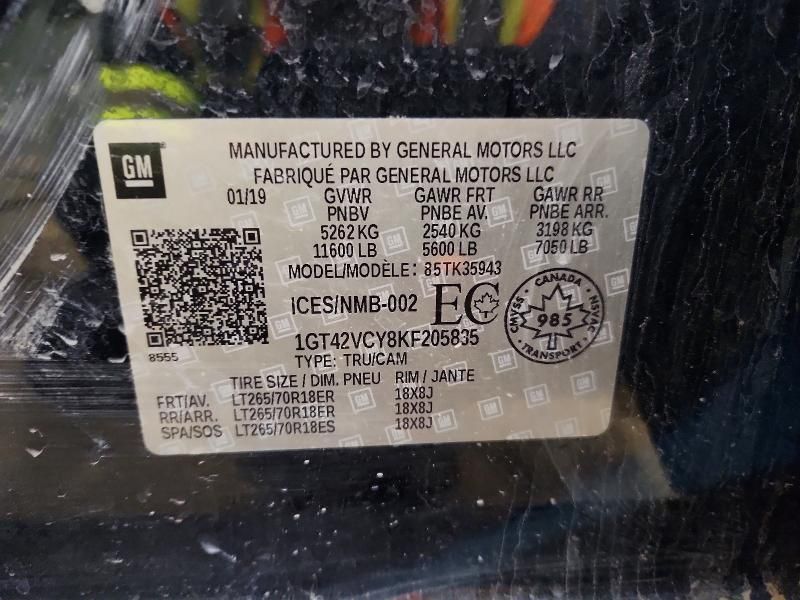 GM
MANUFACTURED BY GENERAL MOTORS LLC
FABRIQUÉ PAR GENERAL MOTORS LLC
01/19 GVWR GAWR FRT GAWR RR
PNBV PNBE AV. PNBE ARR.
5262 KG 2540 KG 3198 KG
11600 LB 5600 LB 7050 LB
MODEL/MODÈLE: 85TK35943
ICES/NMB-002 EC
CANADA
CMVSS 985 NSVAC
TRANSPORT
1GT42VCY8KF205835
8555
TYPE: TRU/CAM
TIRE SIZE / DIM. PNEU RIM / JANTE
FRT/AV. LT265/70R18ER 18X8J
RR/ARR. LT265/70R18ER 18X8J
SPA/SOS LT265/70R18ES 18X8J